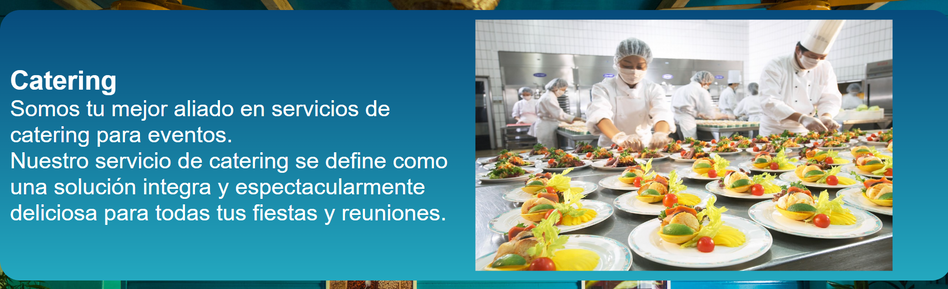 Catering
Somos tu mejor aliado en servicios de
catering para eventos.
Nuestro servicio de catering se define como
una solución integra y espectacularmente
deliciosa para todas tus fiestas y reuniones.